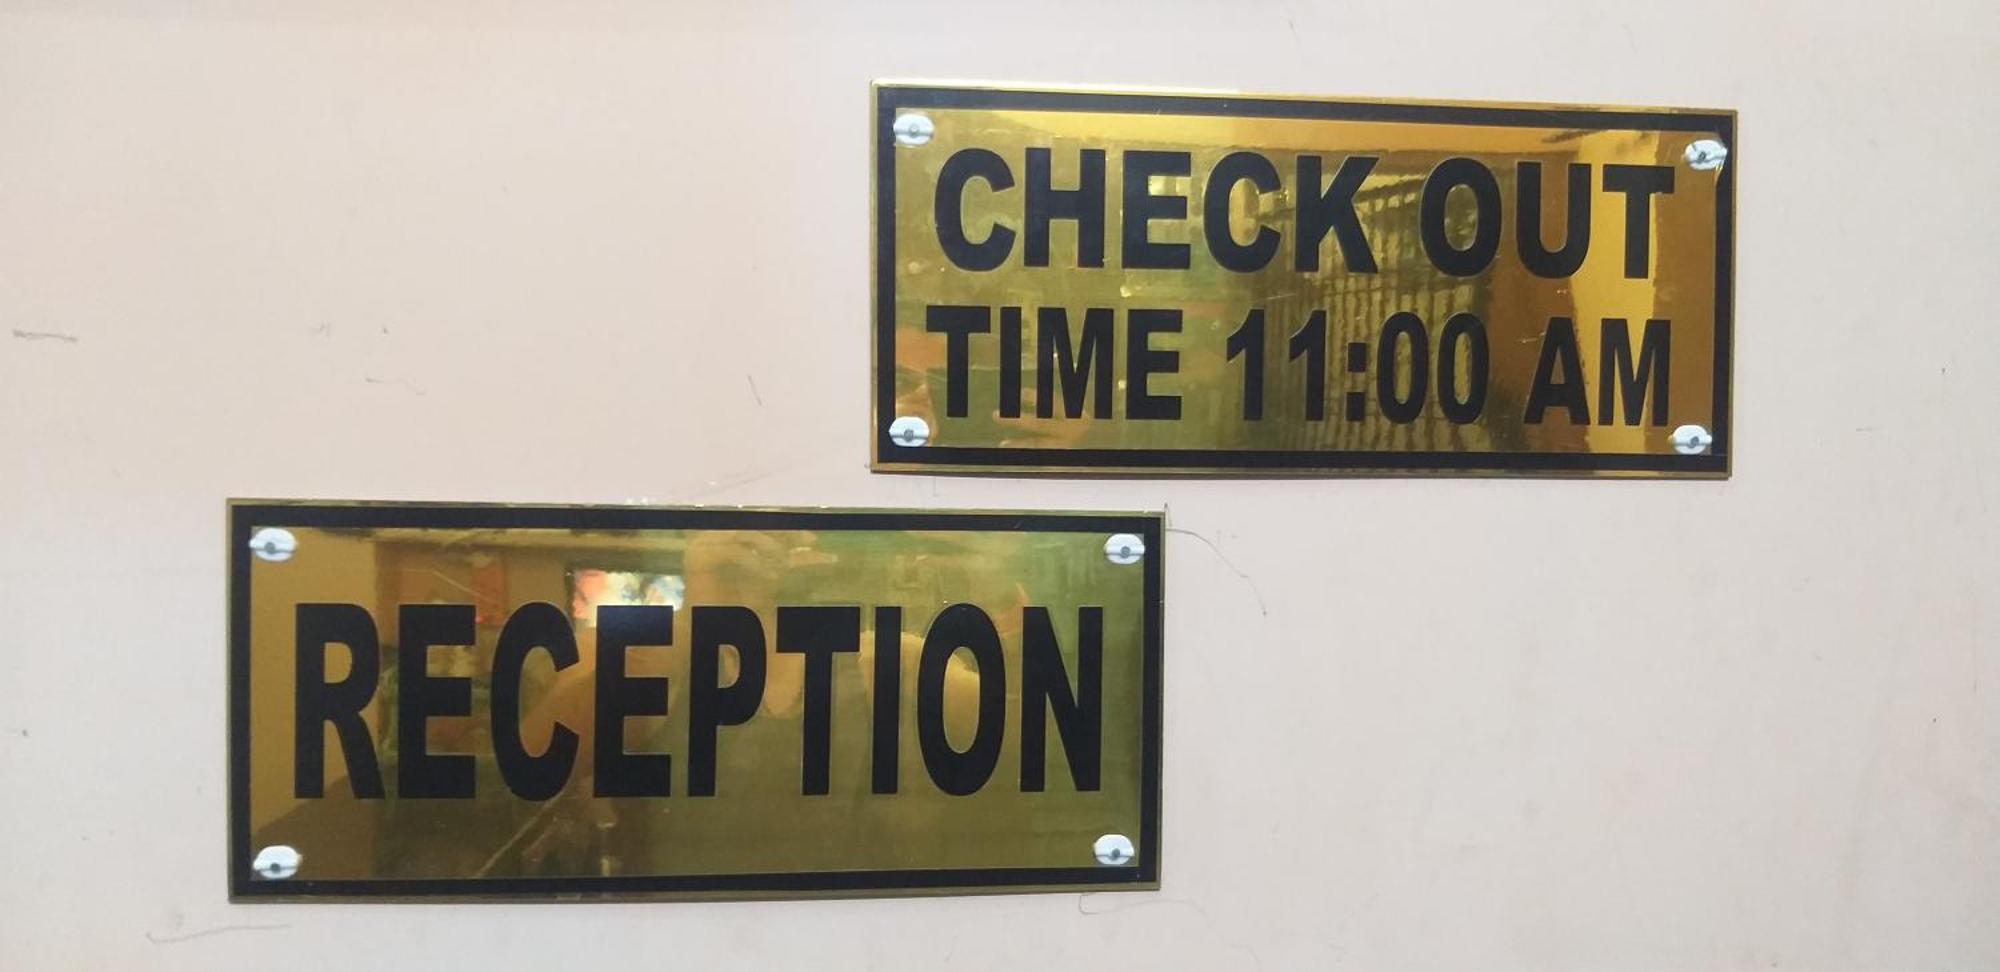 CHECK OUT
TIME 11:00 AM
RECEPTION